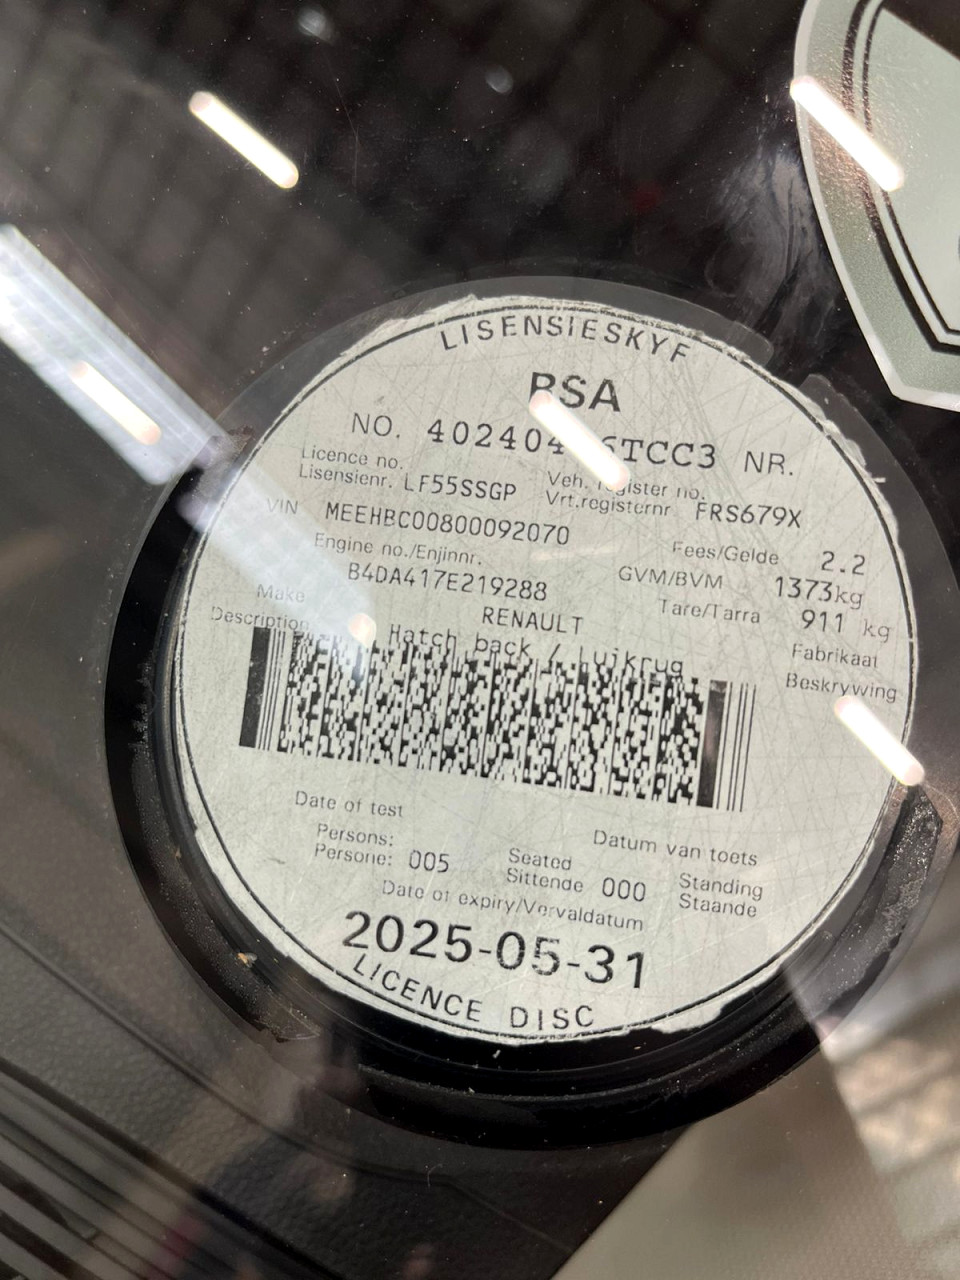 LISENSIESKYF
RSA
NO. NR.
Licence no. Veh. register no.
Lisensienr. LF55SSGP Vrt.registernr FRS679X
VIN MEEHBC00800092070
Fees/Gelde 2.2
Engine no./Enjinnr. GVM/BVM 1373kg
B4DA417E219288 Tare/Tarra 911 kg
Make RENAULT Fabrikaat
Description Hatch back / Luikrug Beskrywing
Date of test
Datum van toets
Persons: Seated Standing
Persone: 005 Sittende 000 Staande
Date of expiry/Vervaldatum
2025-05-31
LICENCE DISC